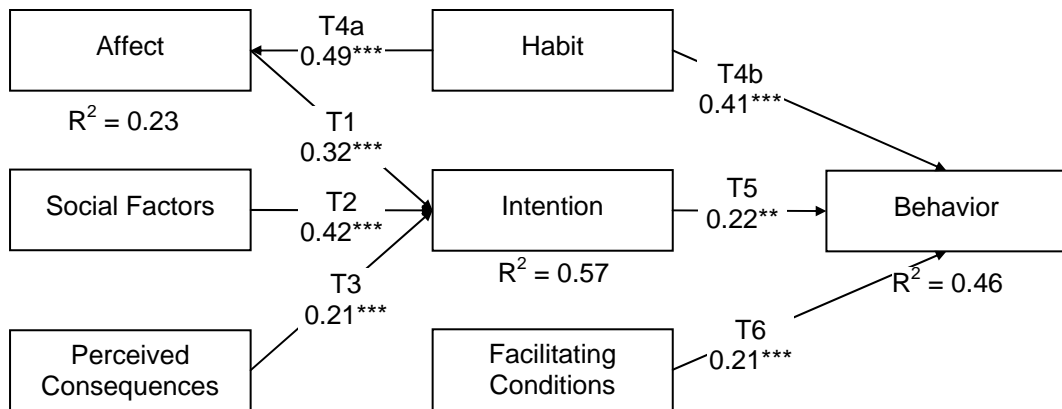 Affect
T4a
0.49***
Habit
T4b
0.41***
R² = 0.23
T1
0.32***
Social Factors
T2
0.42***
Intention
T5
0.22**
Behavior
R² = 0.57
R² = 0.46
T3
0.21***
Perceived
Consequences
Facilitating
Conditions
T6
0.21***